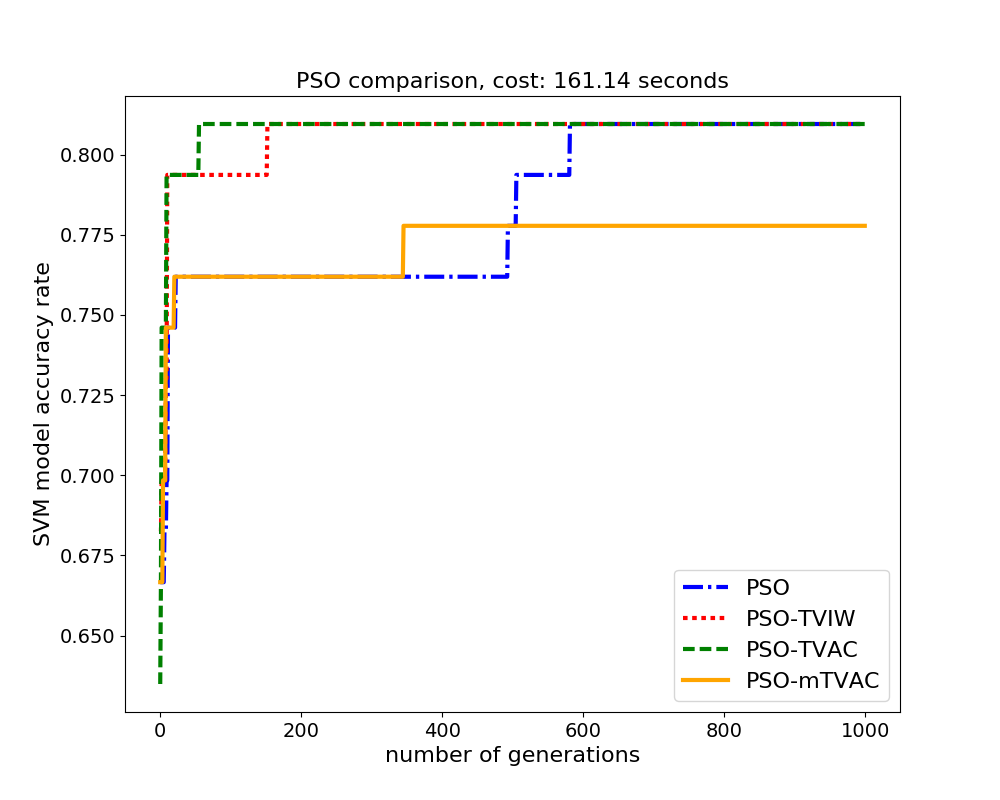 PSO comparison, cost: 161.14 seconds
SVM model accuracy rate
0.800
0.775
0.750
0.725
0.700
0.675
0.650
0
200
400
600
800
1000
number of generations
PSO
PSO-TVIW
PSO-TVAC
PSO-mTVAC